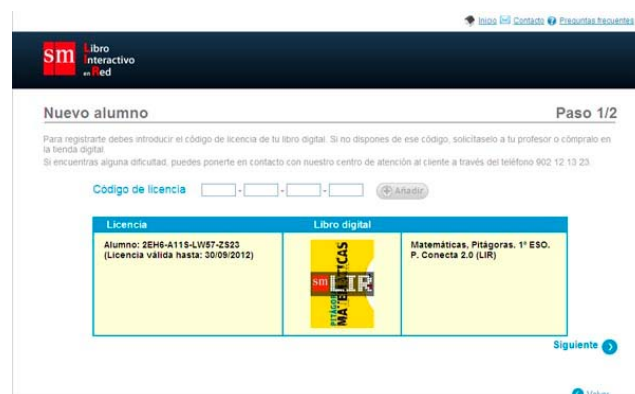 Inicio Contacto Preguntas frecuentes
sm Libro
Interactivo
en Red
Nuevo alumno Paso 1/2
Para registrarte debes introducir el código de licencia de tu libro digital. Si no dispones de ese código, solicítaselo a tu profesor o cómpralo en
la tienda digital.
Si encuentras alguna dificultad, puedes ponerte en contacto con nuestro centro de atención al cliente a través del teléfono 902 12 13 23.
Código de licencia - - - Añadir
Licencia Libro digital
Alumno: 2EH6-A11S-LW57-ZS23
(Licencia válida hasta: 30/09/2012)
sm LIR
PITÁGORAS
MATEMÁTICAS
Matemáticas, Pitágoras. 1º ESO.
P. Conecta 2.0 (LIR)
Siguiente